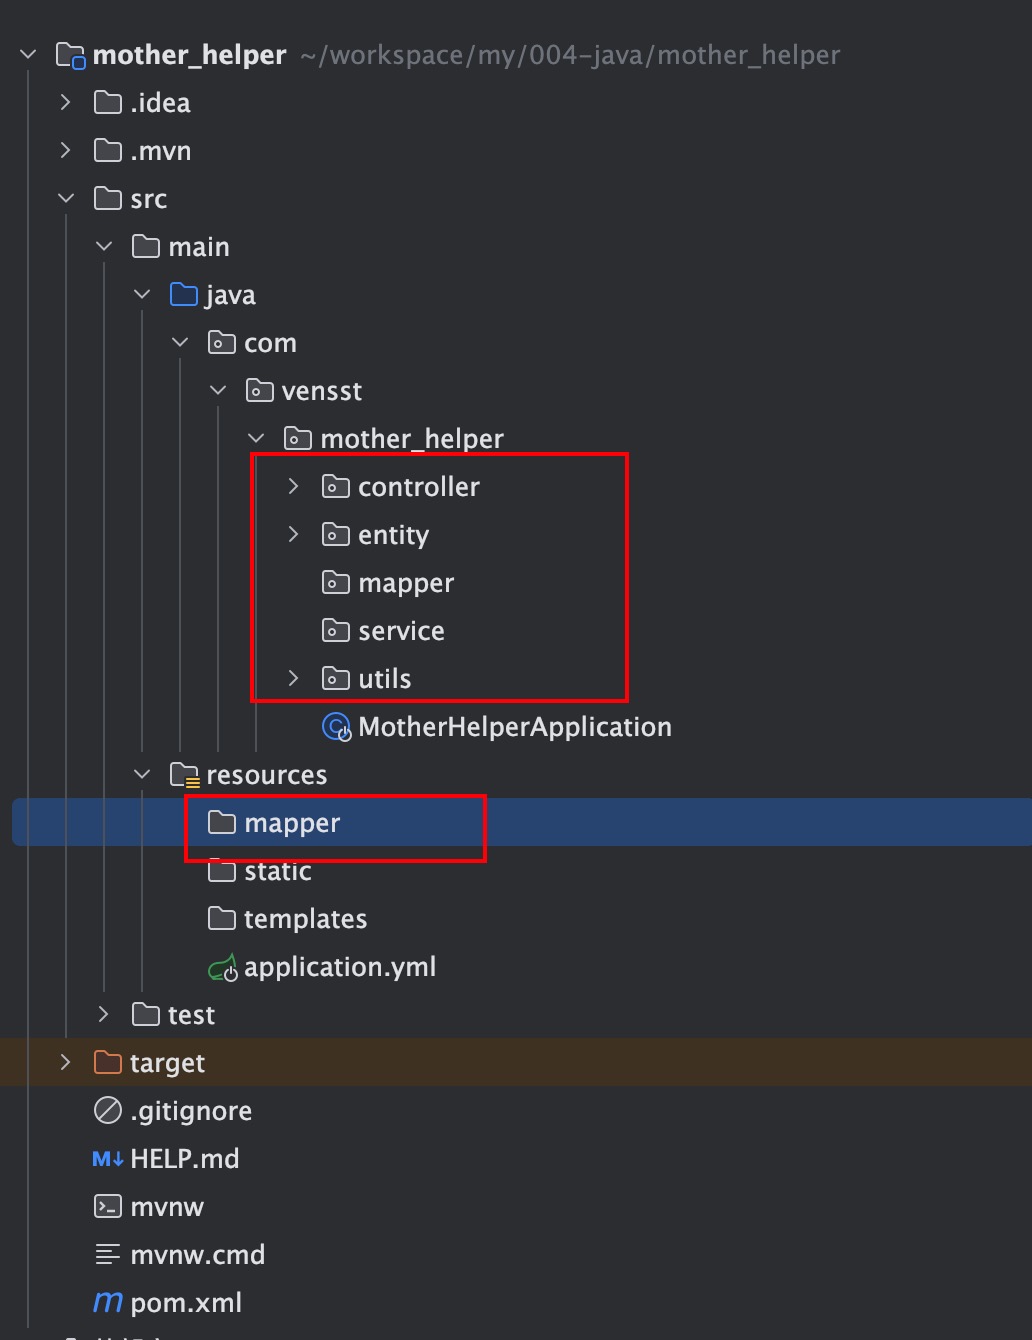 mother_helper ~/workspace/my/004-java/mother_helper
.idea
.mvn
src
main
java
com
vensst
mother_helper
controller
entity
mapper
service
utils
MotherHelperApplication
resources
mapper
static
templates
application.yml
test
target
.gitignore
HELP.md
mvnw
mvnw.cmd
pom.xml